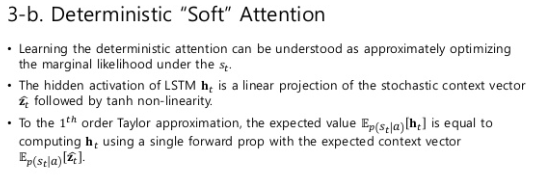 3-b. Deterministic “Soft” Attention
• Learning the deterministic attention can be understood as approximately optimizing
the marginal likelihood under the $s_t$.
• The hidden activation of LSTM $\mathbf{h}_t$ is a linear projection of the stochastic context vector
$\hat{\mathbf{z}}_t$ followed by tanh non-linearity.
• To the $1^{th}$ order Taylor approximation, the expected value $\mathbb{E}_{p(s_t|a)}[\mathbf{h}_t]$ is equal to
computing $\mathbf{h}_t$ using a single forward prop with the expected context vector
$\mathbb{E}_{p(s_t|a)}[\hat{\mathbf{z}}_t]$.